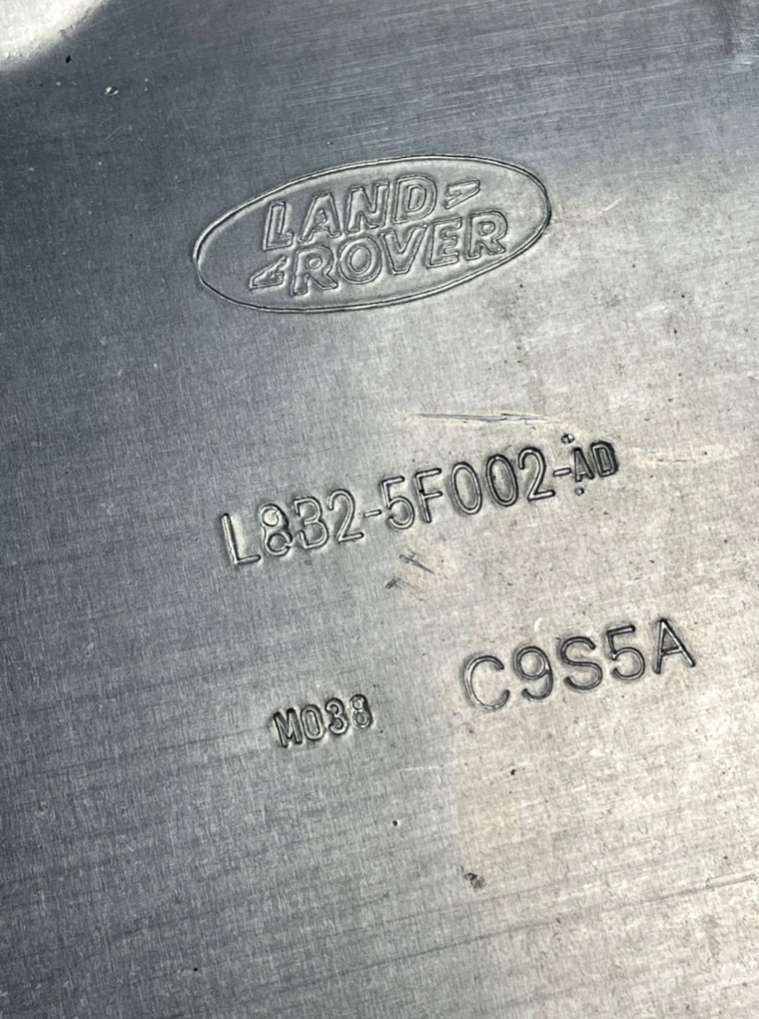 LAND
ROVER
L8B2-5F002-AD
C9S5A
M038